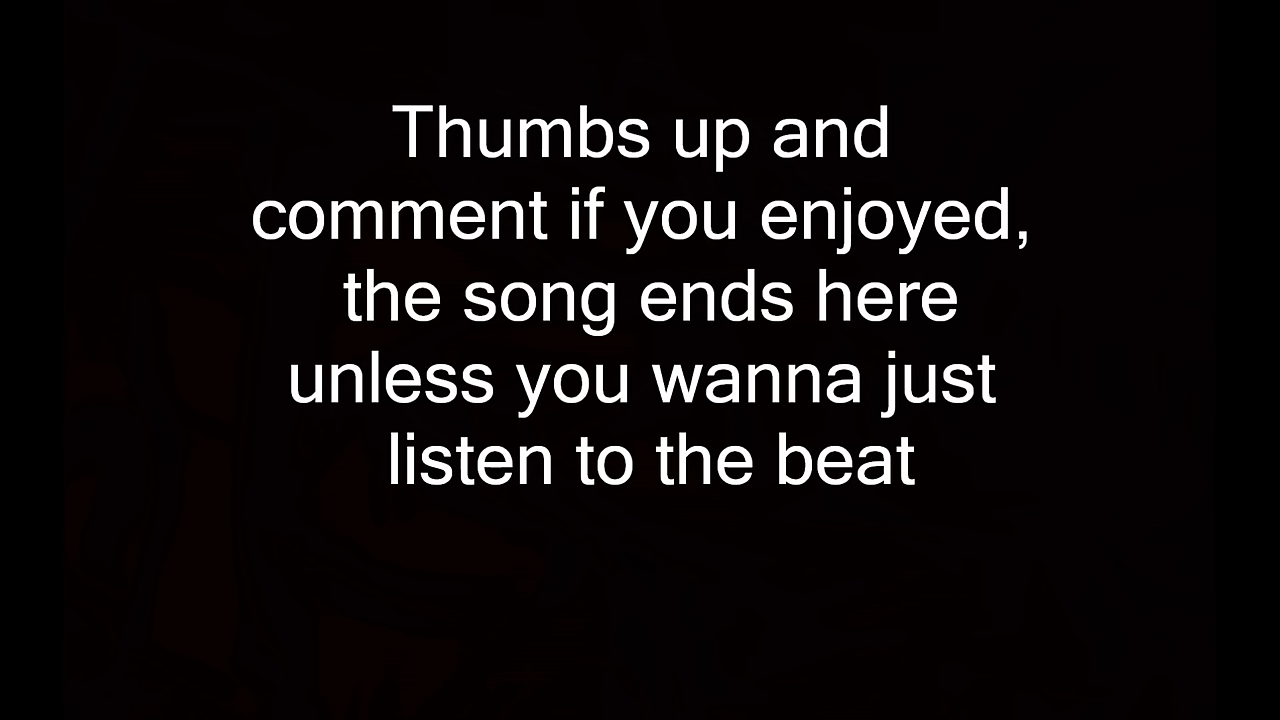 Thumbs up and
comment if you enjoyed,
the song ends here
unless you wanna just
listen to the beat